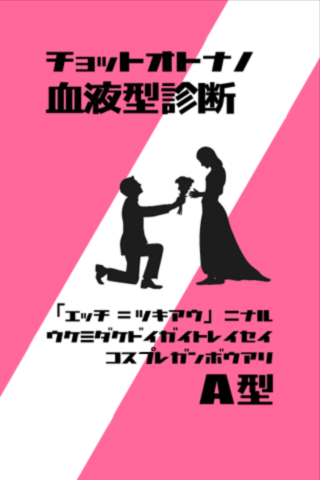 チョットオトナノ
血液型診断
「エッチ＝ツキアウ」ニナル
ウケミダケドイガイトレイセイ
コスプレガンボウアリ
A型